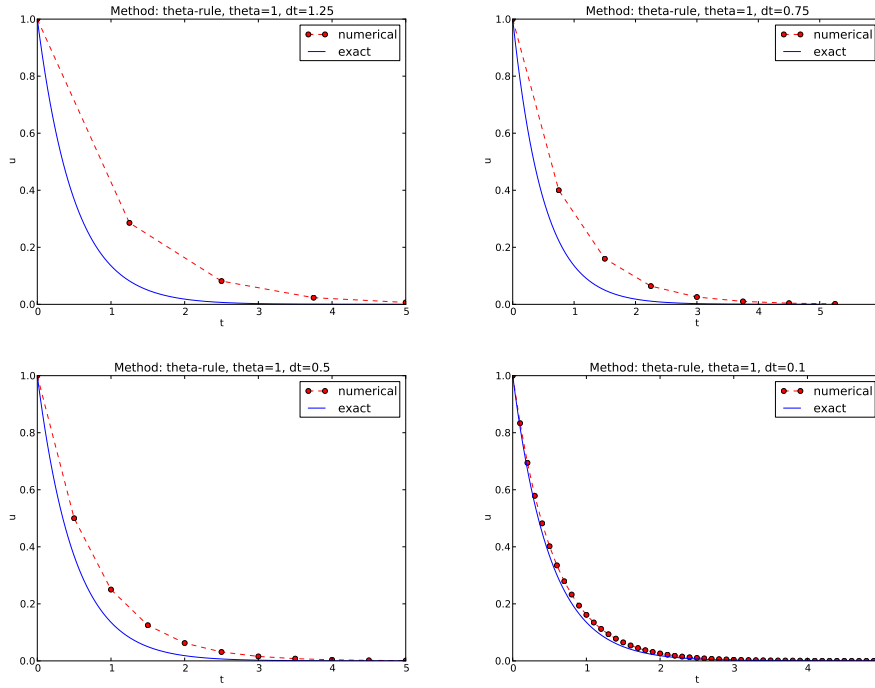 Method: theta-rule, theta=1, dt=1.25
numerical
exact
u
1.0
0.8
0.6
0.4
0.2
0.0
0 1 2 3 4 5
t
Method: theta-rule, theta=1, dt=0.75
numerical
exact
u
1.0
0.8
0.6
0.4
0.2
0.0
0 1 2 3 4 5
t
Method: theta-rule, theta=1, dt=0.5
numerical
exact
u
1.0
0.8
0.6
0.4
0.2
0.0
0 1 2 3 4 5
t
Method: theta-rule, theta=1, dt=0.1
numerical
exact
u
1.0
0.8
0.6
0.4
0.2
0.0
0 1 2 3 4
t